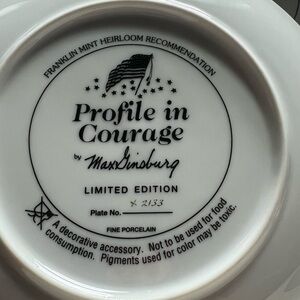 FRANKLIN MINT HEIRLOOM RECOMMENDATION
Profile in
Courage
by Max Ginsburg
LIMITED EDITION
Plate No. 2133
FINE PORCELAIN
A decorative accessory. Not to be used for food
consumption. Pigments used for color may be toxic.